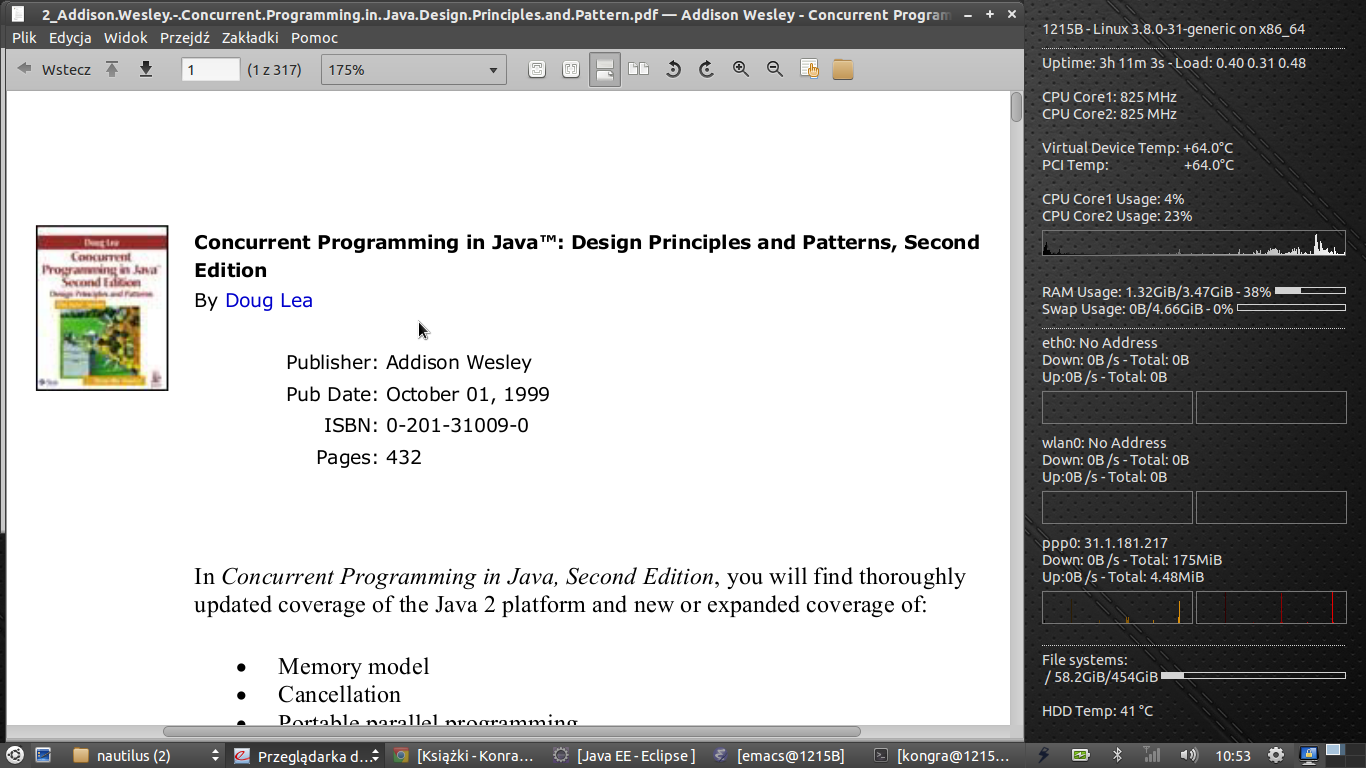 2_Addison.Wesley.-.Concurrent.Programming.in.Java.Design.Principles.and.Pattern.pdf — Addison Wesley - Concurrent Program
Plik Edycja Widok Przejdź Zakładki Pomoc
Wstecz 1 (1 z 317) 175%
Doug Lea
Concurrent
Programming in Java™
Second Edition
Design Principles and Patterns
Concurrent Programming in Java™: Design Principles and Patterns, Second
Edition
By Doug Lea
Publisher: Addison Wesley
Pub Date: October 01, 1999
ISBN: 0-201-31009-0
Pages: 432
In Concurrent Programming in Java, Second Edition, you will find thoroughly
updated coverage of the Java 2 platform and new or expanded coverage of:
• Memory model
• Cancellation
• Portable parallel programming
1215B - Linux 3.8.0-31-generic on x86_64
Uptime: 3h 11m 3s - Load: 0.40 0.31 0.48
CPU Core1: 825 MHz
CPU Core2: 825 MHz
Virtual Device Temp: +64.0°C
PCI Temp: +64.0°C
CPU Core1 Usage: 4%
CPU Core2 Usage: 23%
RAM Usage: 1.32GiB/3.47GiB - 38%
Swap Usage: 0B/4.66GiB - 0%
eth0: No Address
Down: 0B /s - Total: 0B
Up:0B /s - Total: 0B
wlan0: No Address
Down: 0B /s - Total: 0B
Up:0B /s - Total: 0B
ppp0: 31.1.181.217
Down: 0B /s - Total: 175MiB
Up:0B /s - Total: 4.48MiB
File systems:
/ 58.2GiB/454GiB
HDD Temp: 41 °C
nautilus (2) Przeglądarka d... [Książki - Konra... [Java EE - Eclipse ] [emacs@1215B] [kongra@1215... 10:53